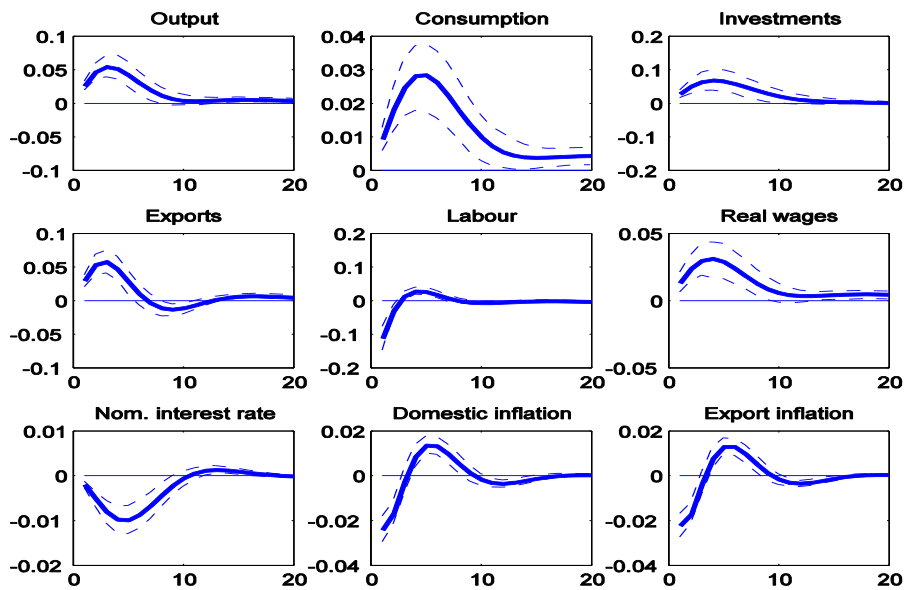 Output Consumption Investments
0.1 0.04 0.2
0.05 0.03 0.1
0 0.02 0
-0.05 0.01 -0.1
-0.1 0 -0.2
0 10 20 0 10 20 0 10 20
Exports Labour Real wages
0.1 0.2 0.05
0.05 0.1
0 0 0
-0.05 -0.1
-0.1 -0.2 -0.05
0 10 20 0 10 20 0 10 20
Nom. interest rate Domestic inflation Export inflation
0.01 0.02 0.02
0 0 0
-0.01 -0.02 -0.02
-0.02 -0.04 -0.04
0 10 20 0 10 20 0 10 20